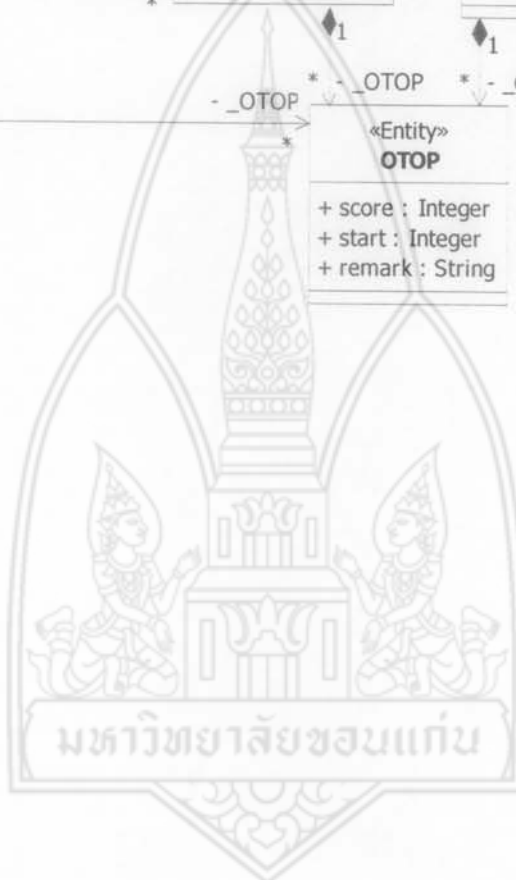 *
1
1
* - _OTOP
* -
- _OTOP
*
«Entity»
OTOP
+ score : Integer
+ start : Integer
+ remark : String
มหาวิทยาลัยขอนแก่น